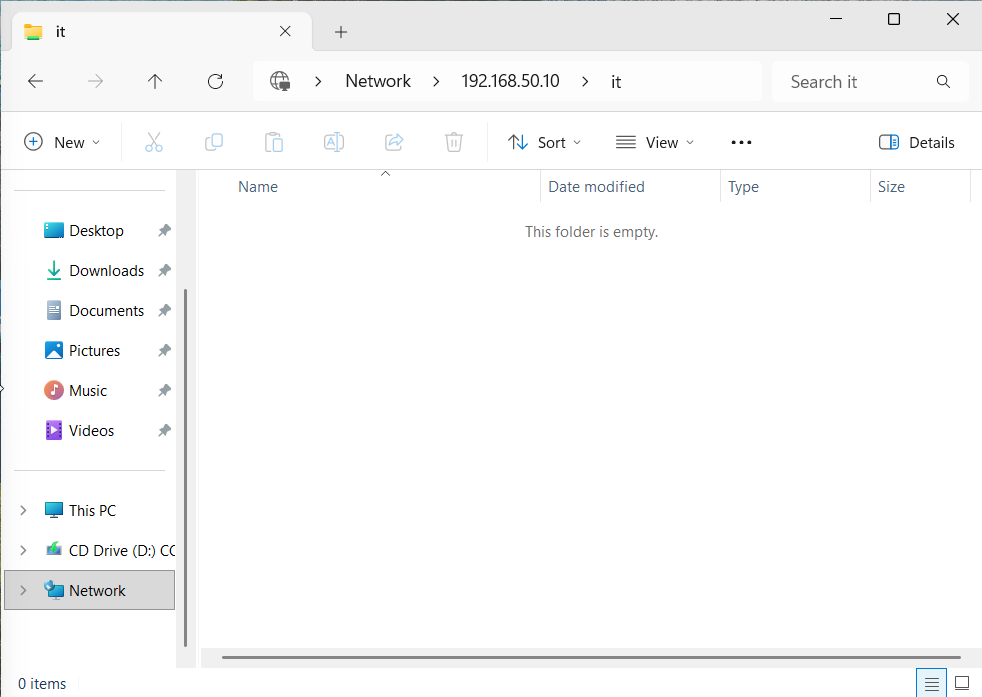 it
Network 192.168.50.10 it
Search it
New
Sort
View
Details
Name
Date modified
Type
Size
This folder is empty.
Desktop
Downloads
Documents
Pictures
Music
Videos
This PC
CD Drive (D:) CC
Network
0 items